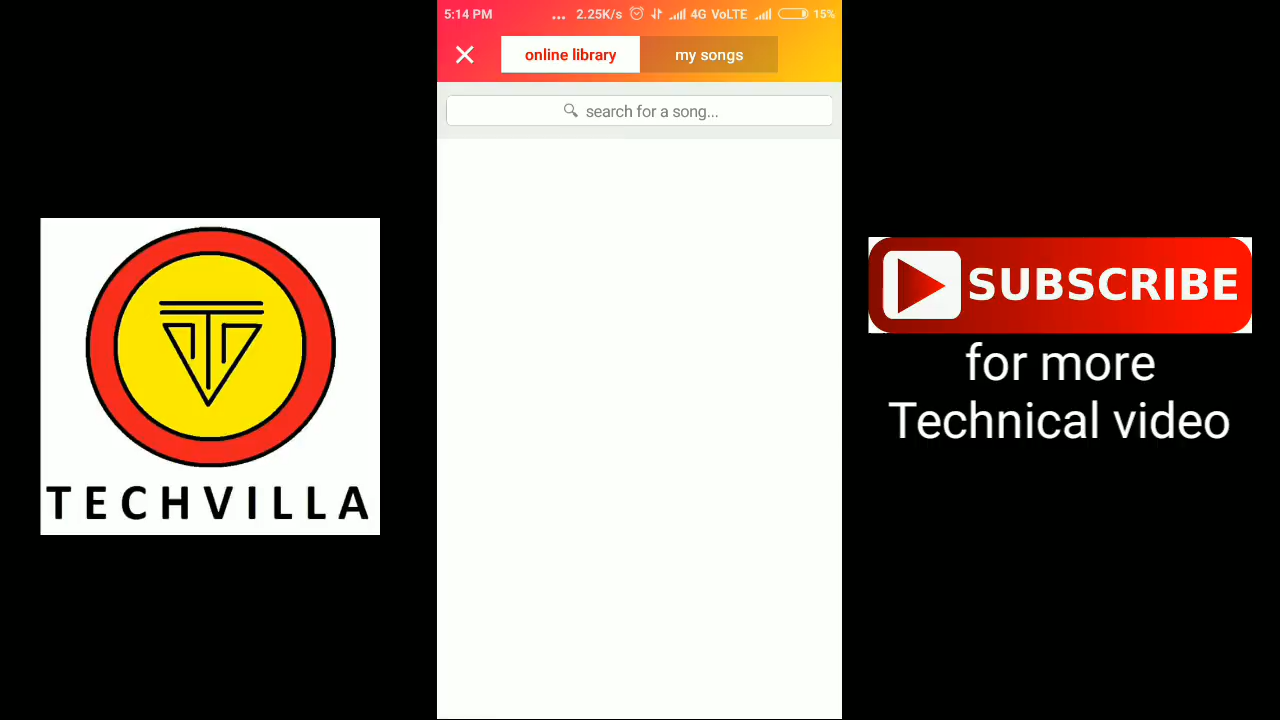 5:14 PM ... 2.25K/s 4G VoLTE 15%
online library my songs
search for a song...
TECHVILLA
SUBSCRIBE
for more
Technical video